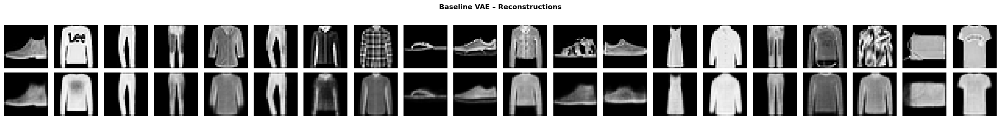 Baseline VAE – Reconstructions
Lee